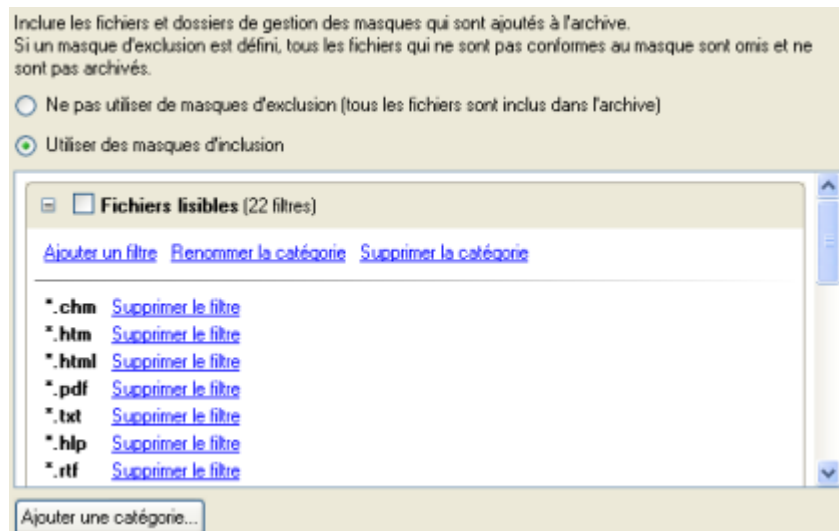 Inclure les fichiers et dossiers de gestion des masques qui sont ajoutés à l'archive.
Si un masque d'exclusion est défini, tous les fichiers qui ne sont pas conformes au masque sont omis et ne
sont pas archivés.
Ne pas utiliser de masques d'exclusion (tous les fichiers sont inclus dans l'archive)
Utiliser des masques d'inclusion
Fichiers lisibles (22 filtres)
Ajouter un filtre Renommer la catégorie Supprimer la catégorie
*.chm Supprimer le filtre
*.htm Supprimer le filtre
*.html Supprimer le filtre
*.pdf Supprimer le filtre
*.txt Supprimer le filtre
*.hlp Supprimer le filtre
*.rtf Supprimer le filtre
Ajouter une catégorie...